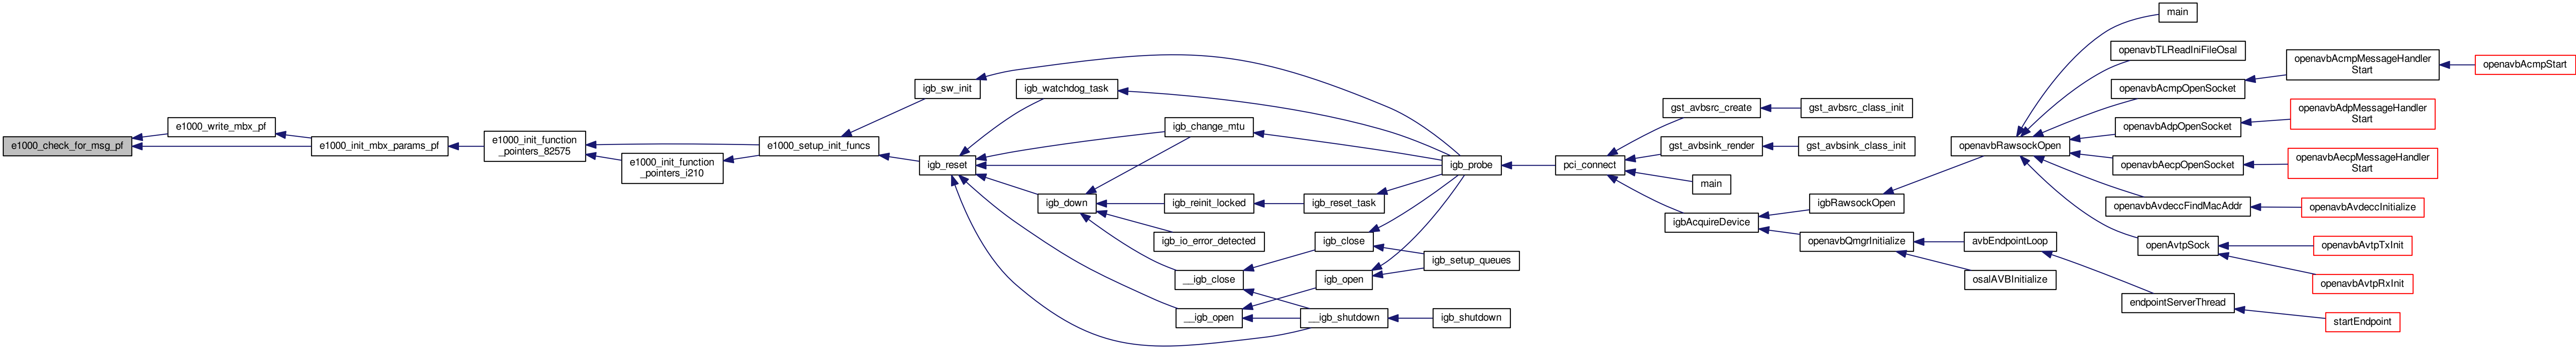 e1000_check_for_msg_pf
e1000_write_mbx_pf
e1000_init_mbx_params_pf
e1000_init_function
_pointers_82575
e1000_init_function
_pointers_i210
e1000_setup_init_funcs
igb_sw_init
igb_reset
igb_watchdog_task
igb_change_mtu
igb_down
igb_reinit_locked
igb_reset_task
igb_io_error_detected
__igb_close
__igb_open
igb_close
igb_open
__igb_shutdown
igb_probe
igb_setup_queues
igb_shutdown
pci_connect
gst_avbsrc_create
gst_avbsrc_class_init
gst_avbsink_render
gst_avbsink_class_init
main
igbAcquireDevice
igbRawsockOpen
openavbQmgrInitialize
avbEndpointLoop
osalAVBInitialize
openavbRawsockOpen
main
openavbTLReadIniFileOsal
openavbAcmpOpenSocket
openavbAcmpMessageHandler
Start
openavbAcmpStart
openavbAdpOpenSocket
openavbAdpMessageHandler
Start
openavbAecpOpenSocket
openavbAecpMessageHandler
Start
openavbAvdeccFindMacAddr
openavbAvdeccInitialize
openAvtpSock
openavbAvtpTxInit
openavbAvtpRxInit
endpointServerThread
startEndpoint